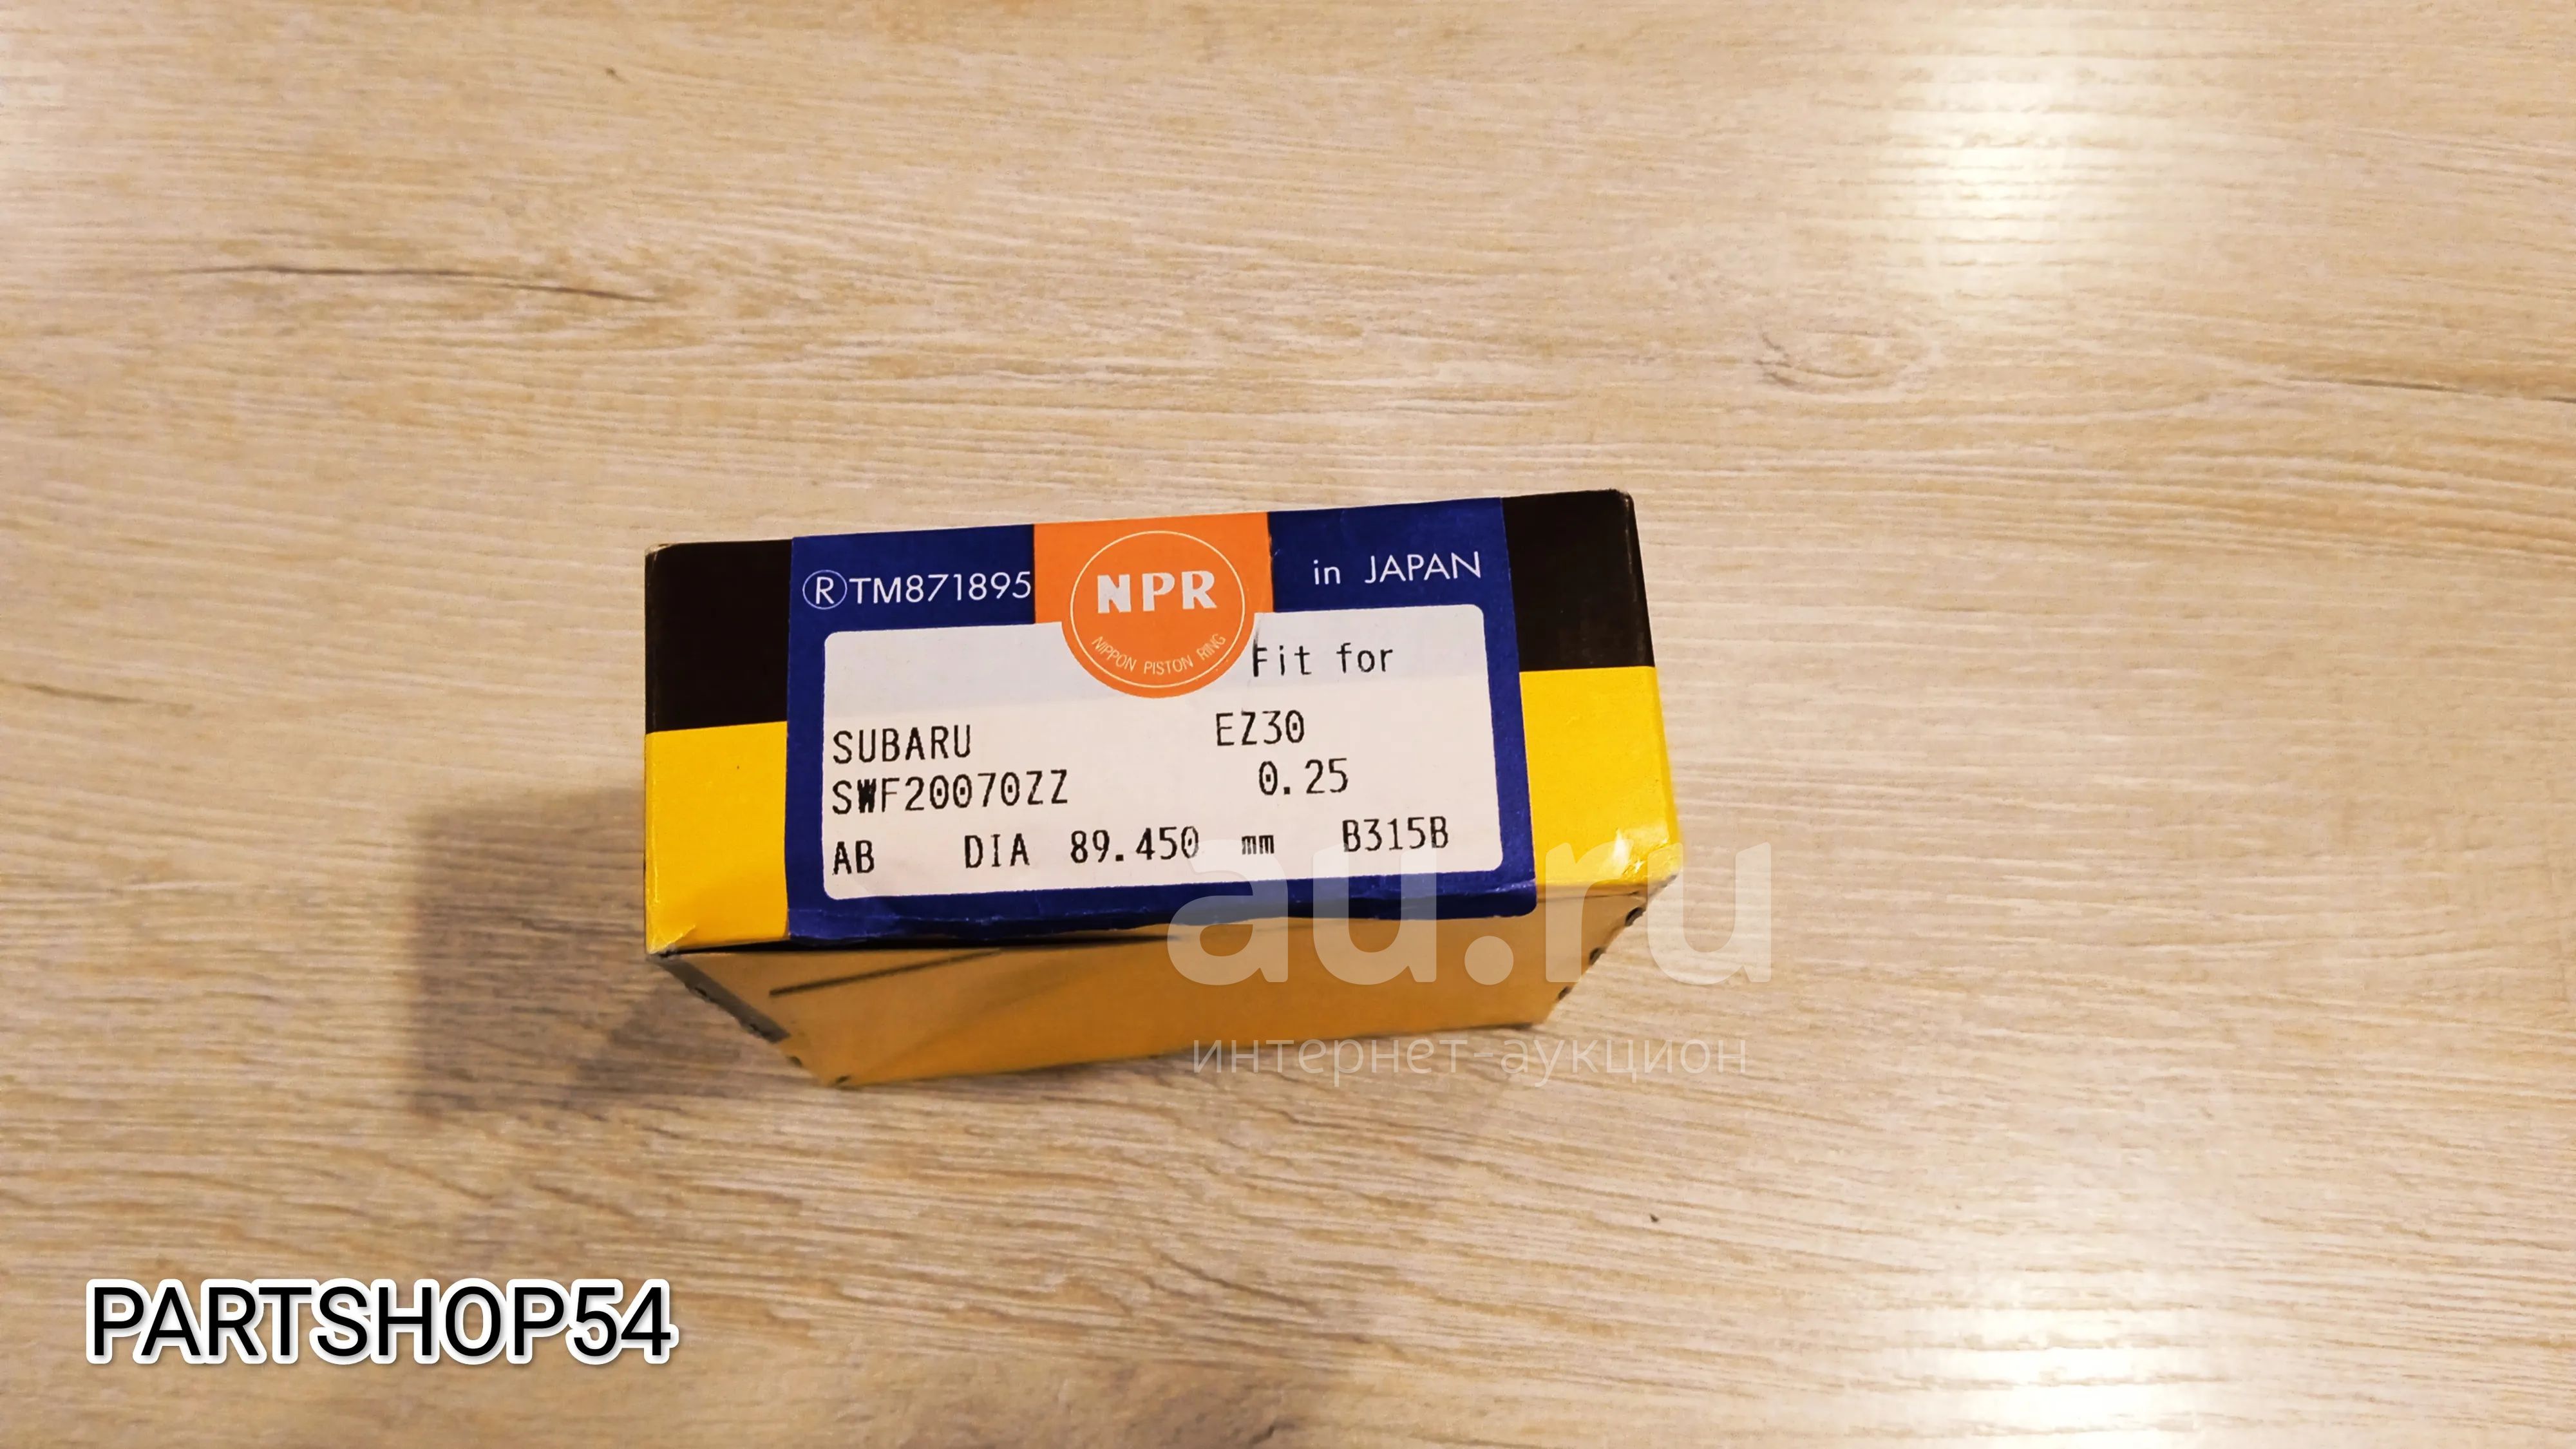 ®TM871895
NPR
NIPPON PISTON RING
in JAPAN
Fit for
SUBARU EZ30
SWF20070ZZ 0.25
AB DIA 89.450 mm B315B
au.ru
интернет-аукцион
PARTSHOP54